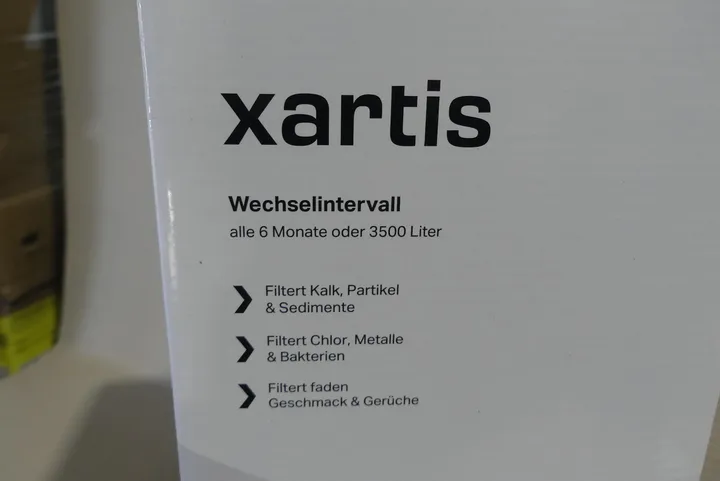 xartis
Wechselintervall
alle 6 Monate oder 3500 Liter
Filtert Kalk, Partikel
& Sedimente
Filtert Chlor, Metalle
& Bakterien
Filtert faden
Geschmack & Gerüche